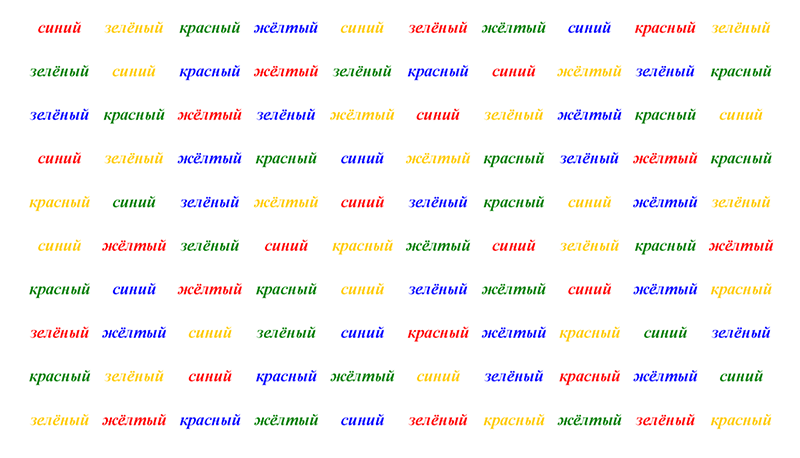 синий зелёный красный жёлтый синий зелёный жёлтый синий красный зелёный
зелёный синий красный жёлтый зелёный красный синий жёлтый зелёный красный
зелёный красный жёлтый зелёный жёлтый синий зелёный жёлтый красный синий
синий зелёный жёлтый красный синий жёлтый красный зелёный жёлтый красный
красный синий зелёный жёлтый синий зелёный красный синий жёлтый зелёный
синий жёлтый зелёный синий красный жёлтый синий зелёный красный жёлтый
красный синий жёлтый красный синий зелёный жёлтый синий жёлтый красный
зелёный жёлтый синий зелёный синий красный жёлтый красный синий зелёный
красный зелёный синий красный жёлтый синий зелёный красный жёлтый синий
зелёный жёлтый красный жёлтый синий зелёный красный жёлтый зелёный красный